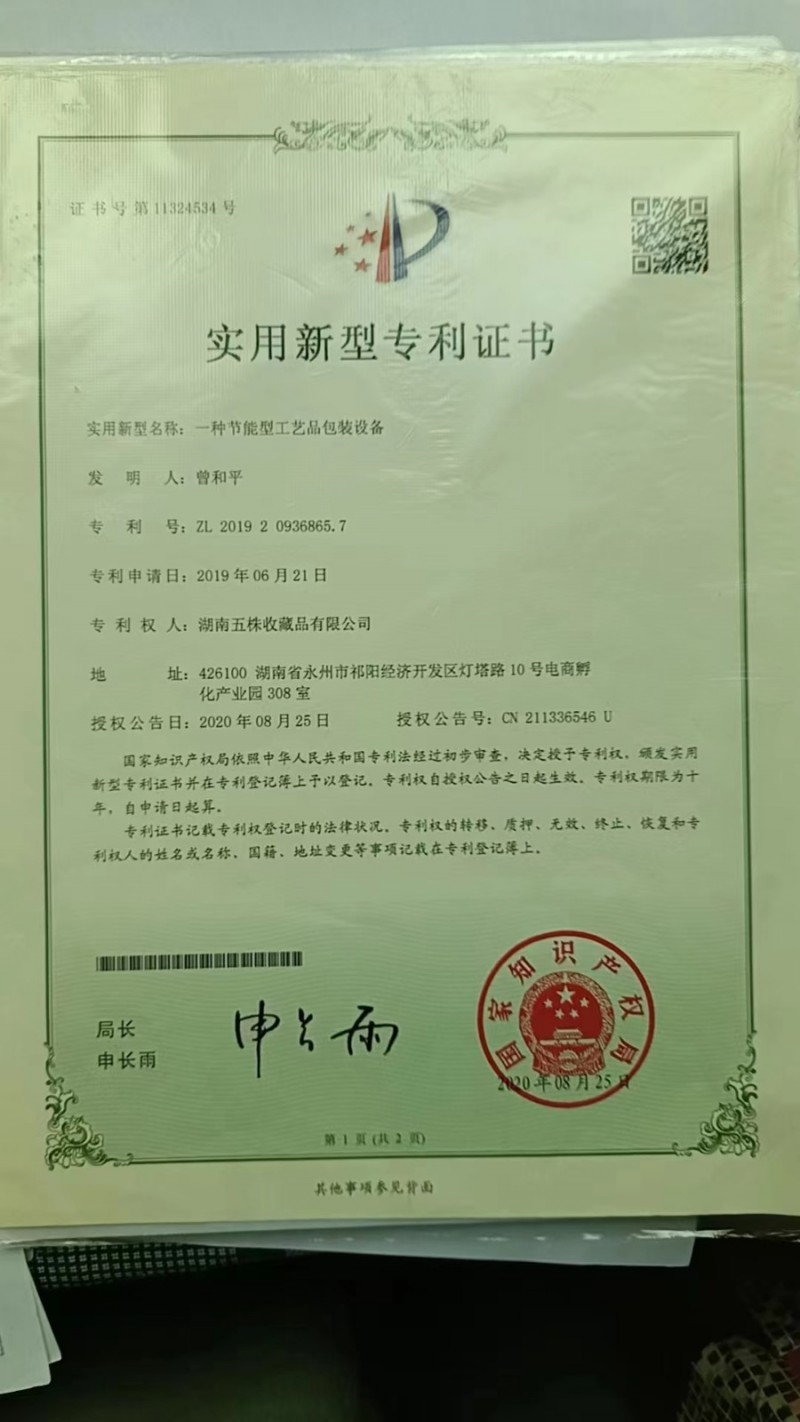 证书号第11324534号
实用新型专利证书
实用新型名称：一种节能型工艺品包装设备
发明人：曾和平
专利号：ZL 2019 2 0936865.7
专利申请日：2019年06月21日
专利权人：湖南五株收藏品有限公司
地址：426100 湖南省永州市祁阳经济开发区灯塔路10号电商孵
化产业园308室
授权公告日：2020年08月25日 授权公告号：CN 211336546 U
国家知识产权局依照中华人民共和国专利法经过初步审查，决定授予专利权，颁发实用
新型专利证书并在专利登记簿上予以登记。专利权自授权公告之日起生效。专利权期限为十
年，自申请日起算。
专利证书记载专利权登记时的法律状况。专利权的转移、质押、无效、终止、恢复和专
利权人的姓名或名称、国籍、地址变更等事项记载在专利登记簿上。
局长
申长雨
申长雨
国家知识产权局
2020年08月25日
第1页(共2页)
其他事项参见背面